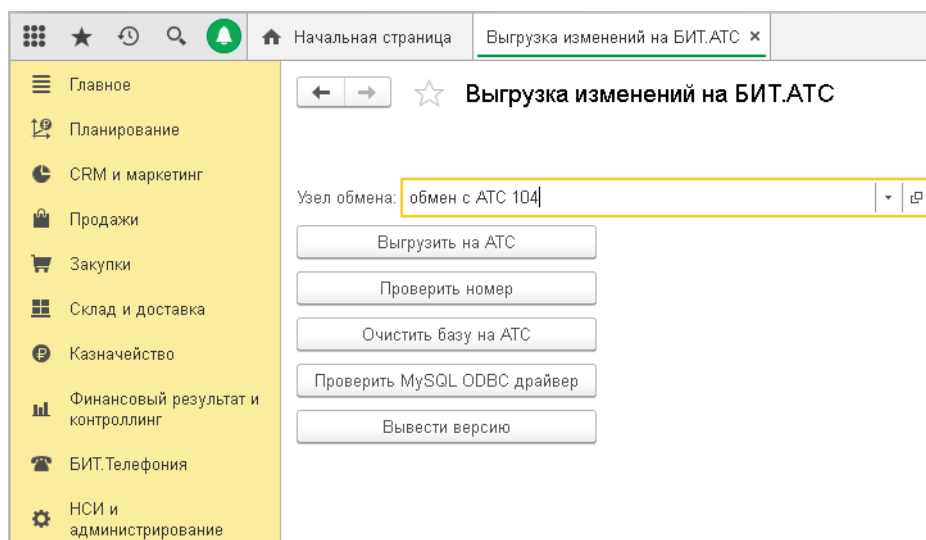 Начальная страница
Выгрузка изменений на БИТ.АТС ×
Главное
Планирование
CRM и маркетинг
Продажи
Закупки
Склад и доставка
Казначейство
Финансовый результат и
контроллинг
БИТ.Телефония
НСИ и
администрирование
Выгрузка изменений на БИТ.АТС
Узел обмена: обмен с АТС 104
Выгрузить на АТС
Проверить номер
Очистить базу на АТС
Проверить MySQL ODBC драйвер
Вывести версию